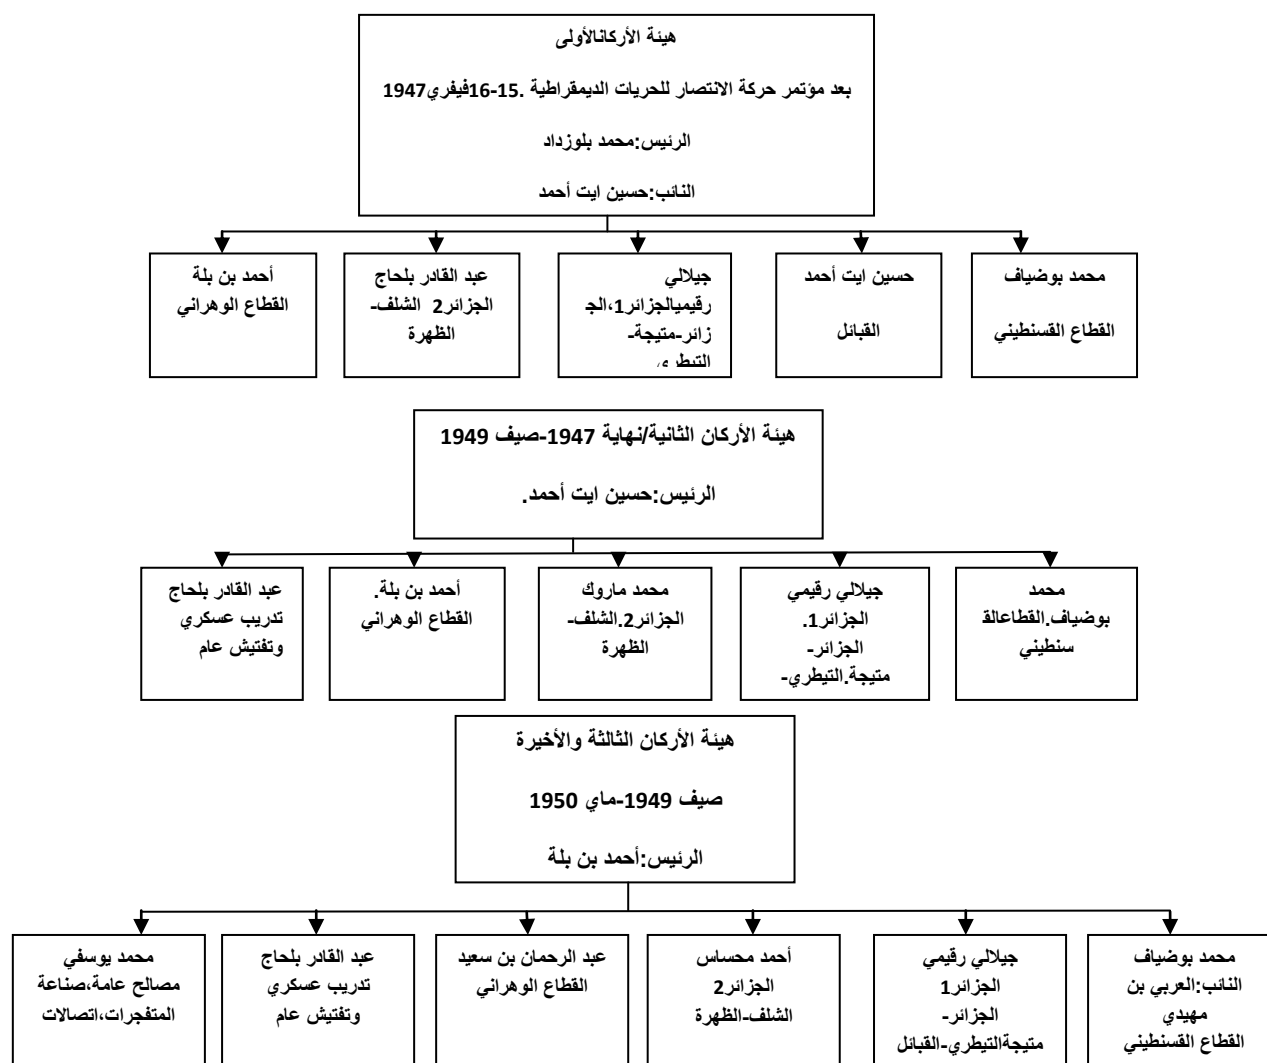 هيئة الأركانالأولى
بعد مؤتمر حركة الانتصار للحريات الديمقراطية .15-16فيفري1947
الرئيس:محمد بلوزداد
النائب:حسين ايت أحمد
محمد بوضياف
القطاع القسنطيني
حسين ايت أحمد
القبائل
جيلالي
رقيميالجزائر1،الجـ
زائر-متيجة-
التيطري
عبد القادر بلحاج
الجزائر2 الشلف-
الظهرة
أحمد بن بلة
القطاع الوهراني
هيئة الأركان الثانية/نهاية 1947-صيف 1949
الرئيس:حسين ايت أحمد.
محمد
بوضياف.القطاعالقـ
سنطيني
جيلالي رقيمي
الجزائر1.
الجزائر-
متيجة.التيطري-
محمد ماروك
الجزائر2.الشلف-
الظهرة
أحمد بن بلة.
القطاع الوهراني
عبد القادر بلحاج
تدريب عسكري
وتفتيش عام
هيئة الأركان الثالثة والأخيرة
صيف 1949-ماي 1950
الرئيس:أحمد بن بلة
محمد بوضياف
النائب:العربي بن
مهيدي
القطاع القسنطيني
جيلالي رقيمي
الجزائر1
الجزائر-
متيجةالتيطري-القبائل
أحمد محساس
الجزائر2
الشلف-الظهرة
عبد الرحمان بن سعيد
القطاع الوهراني
عبد القادر بلحاج
تدريب عسكري
وتفتيش عام
محمد يوسفي
مصالح عامة،صناعة
المتفجرات،اتصالات